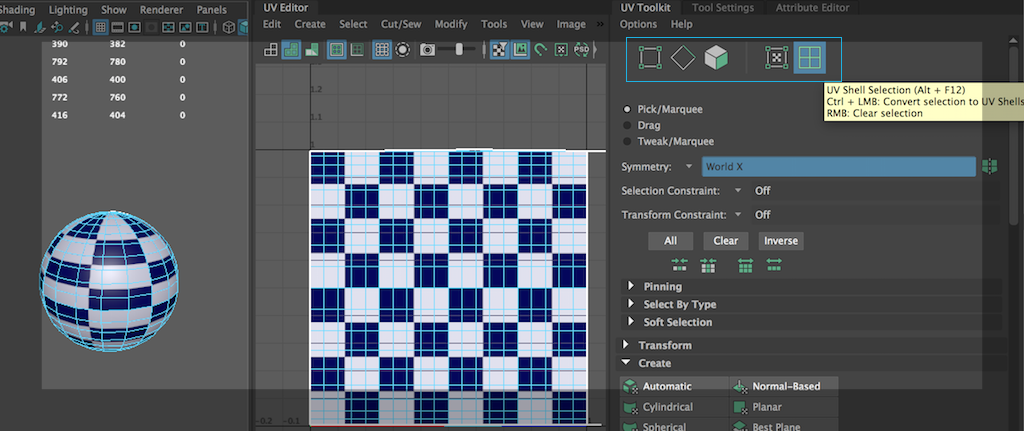 Shading Lighting Show Renderer Panels
390 382 0
792 780 0
406 400 0
772 760 0
416 404 0
UV Editor
Edit Create Select Cut/Sew Modify Tools View Image »
PSD
1.2
1.1
1
-0.2 -0.1
UV Toolkit Tool Settings Attribute Editor
Options Help
UV Shell Selection (Alt + F12)
Ctrl + LMB: Convert selection to UV Shells
RMB: Clear selection
Pick/Marquee
Drag
Tweak/Marquee
Symmetry: World X
Selection Constraint: Off
Transform Constraint: Off
All Clear Inverse
Pinning
Select By Type
Soft Selection
Transform
Create
Automatic Normal-Based
Cylindrical Planar
Spherical Best Plane